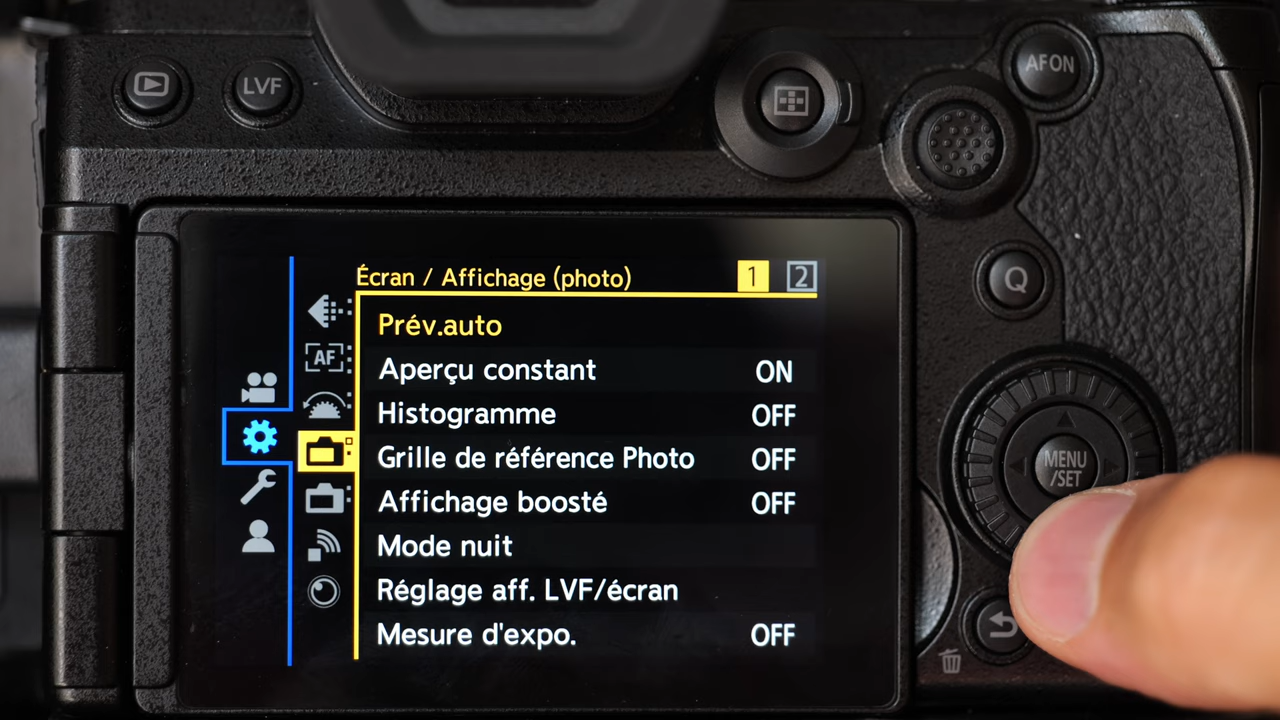 LVF
AF ON
Q
Écran / Affichage (photo) 1 2
Prév.auto
AF
Aperçu constant ON
Histogramme OFF
Grille de référence Photo OFF
MENU
/SET
Affichage boosté OFF
Mode nuit
Réglage aff. LVF/écran
Mesure d'expo. OFF